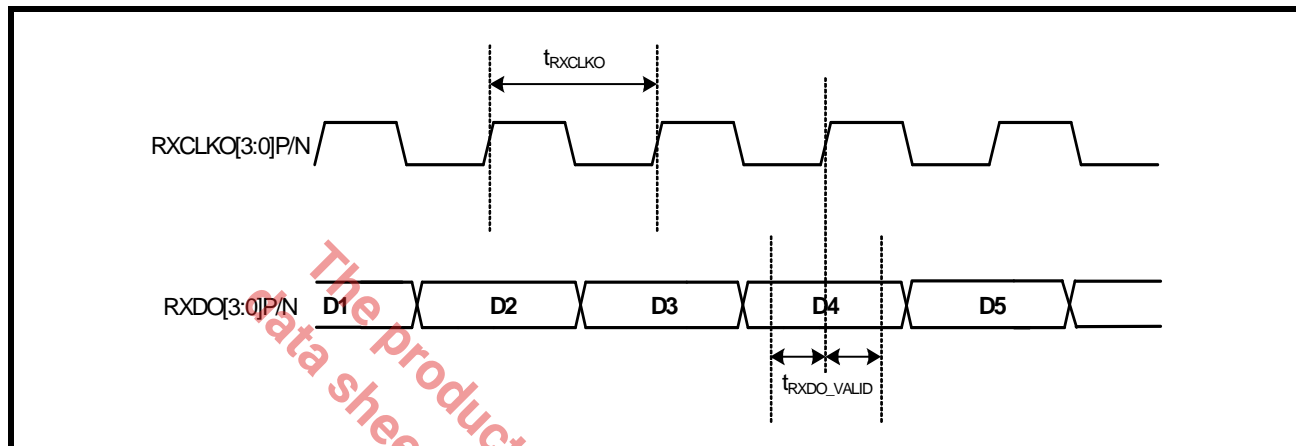 tRXCLKO
RXCLKO[3:0]P/N
RXDO[3:0]P/N D1 D2 D3 D4 D5
tRXDO_VALID
The product
data shee